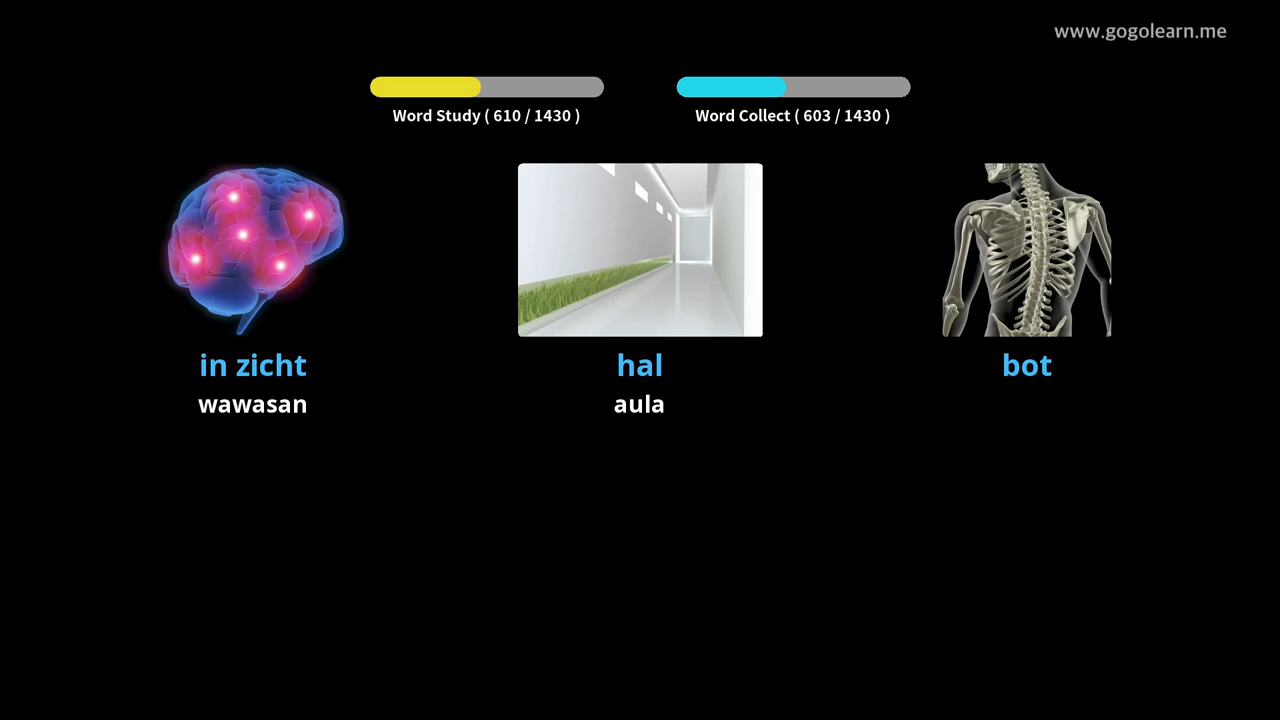 www.gogolearn.me
Word Study ( 610 / 1430 )
Word Collect ( 603 / 1430 )
in zicht
hal
bot
wawasan
aula